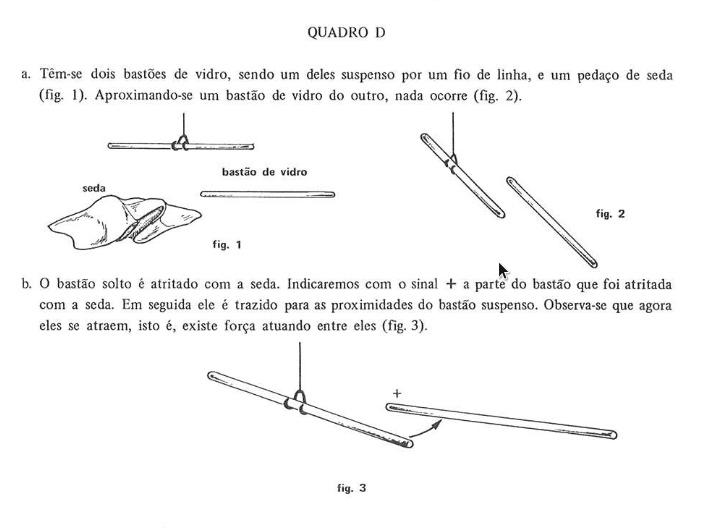 QUADRO D
a. Têm-se dois bastões de vidro, sendo um deles suspenso por um fio de linha, e um pedaço de seda
(fig. 1). Aproximando-se um bastão de vidro do outro, nada ocorre (fig. 2).
bastão de vidro
seda
fig. 2
fig. 1
b. O bastão solto é atritado com a seda. Indicaremos com o sinal + a parte do bastão que foi atritada
com a seda. Em seguida ele é trazido para as proximidades do bastão suspenso. Observa-se que agora
eles se atraem, isto é, existe força atuando entre eles (fig. 3).
+
fig. 3